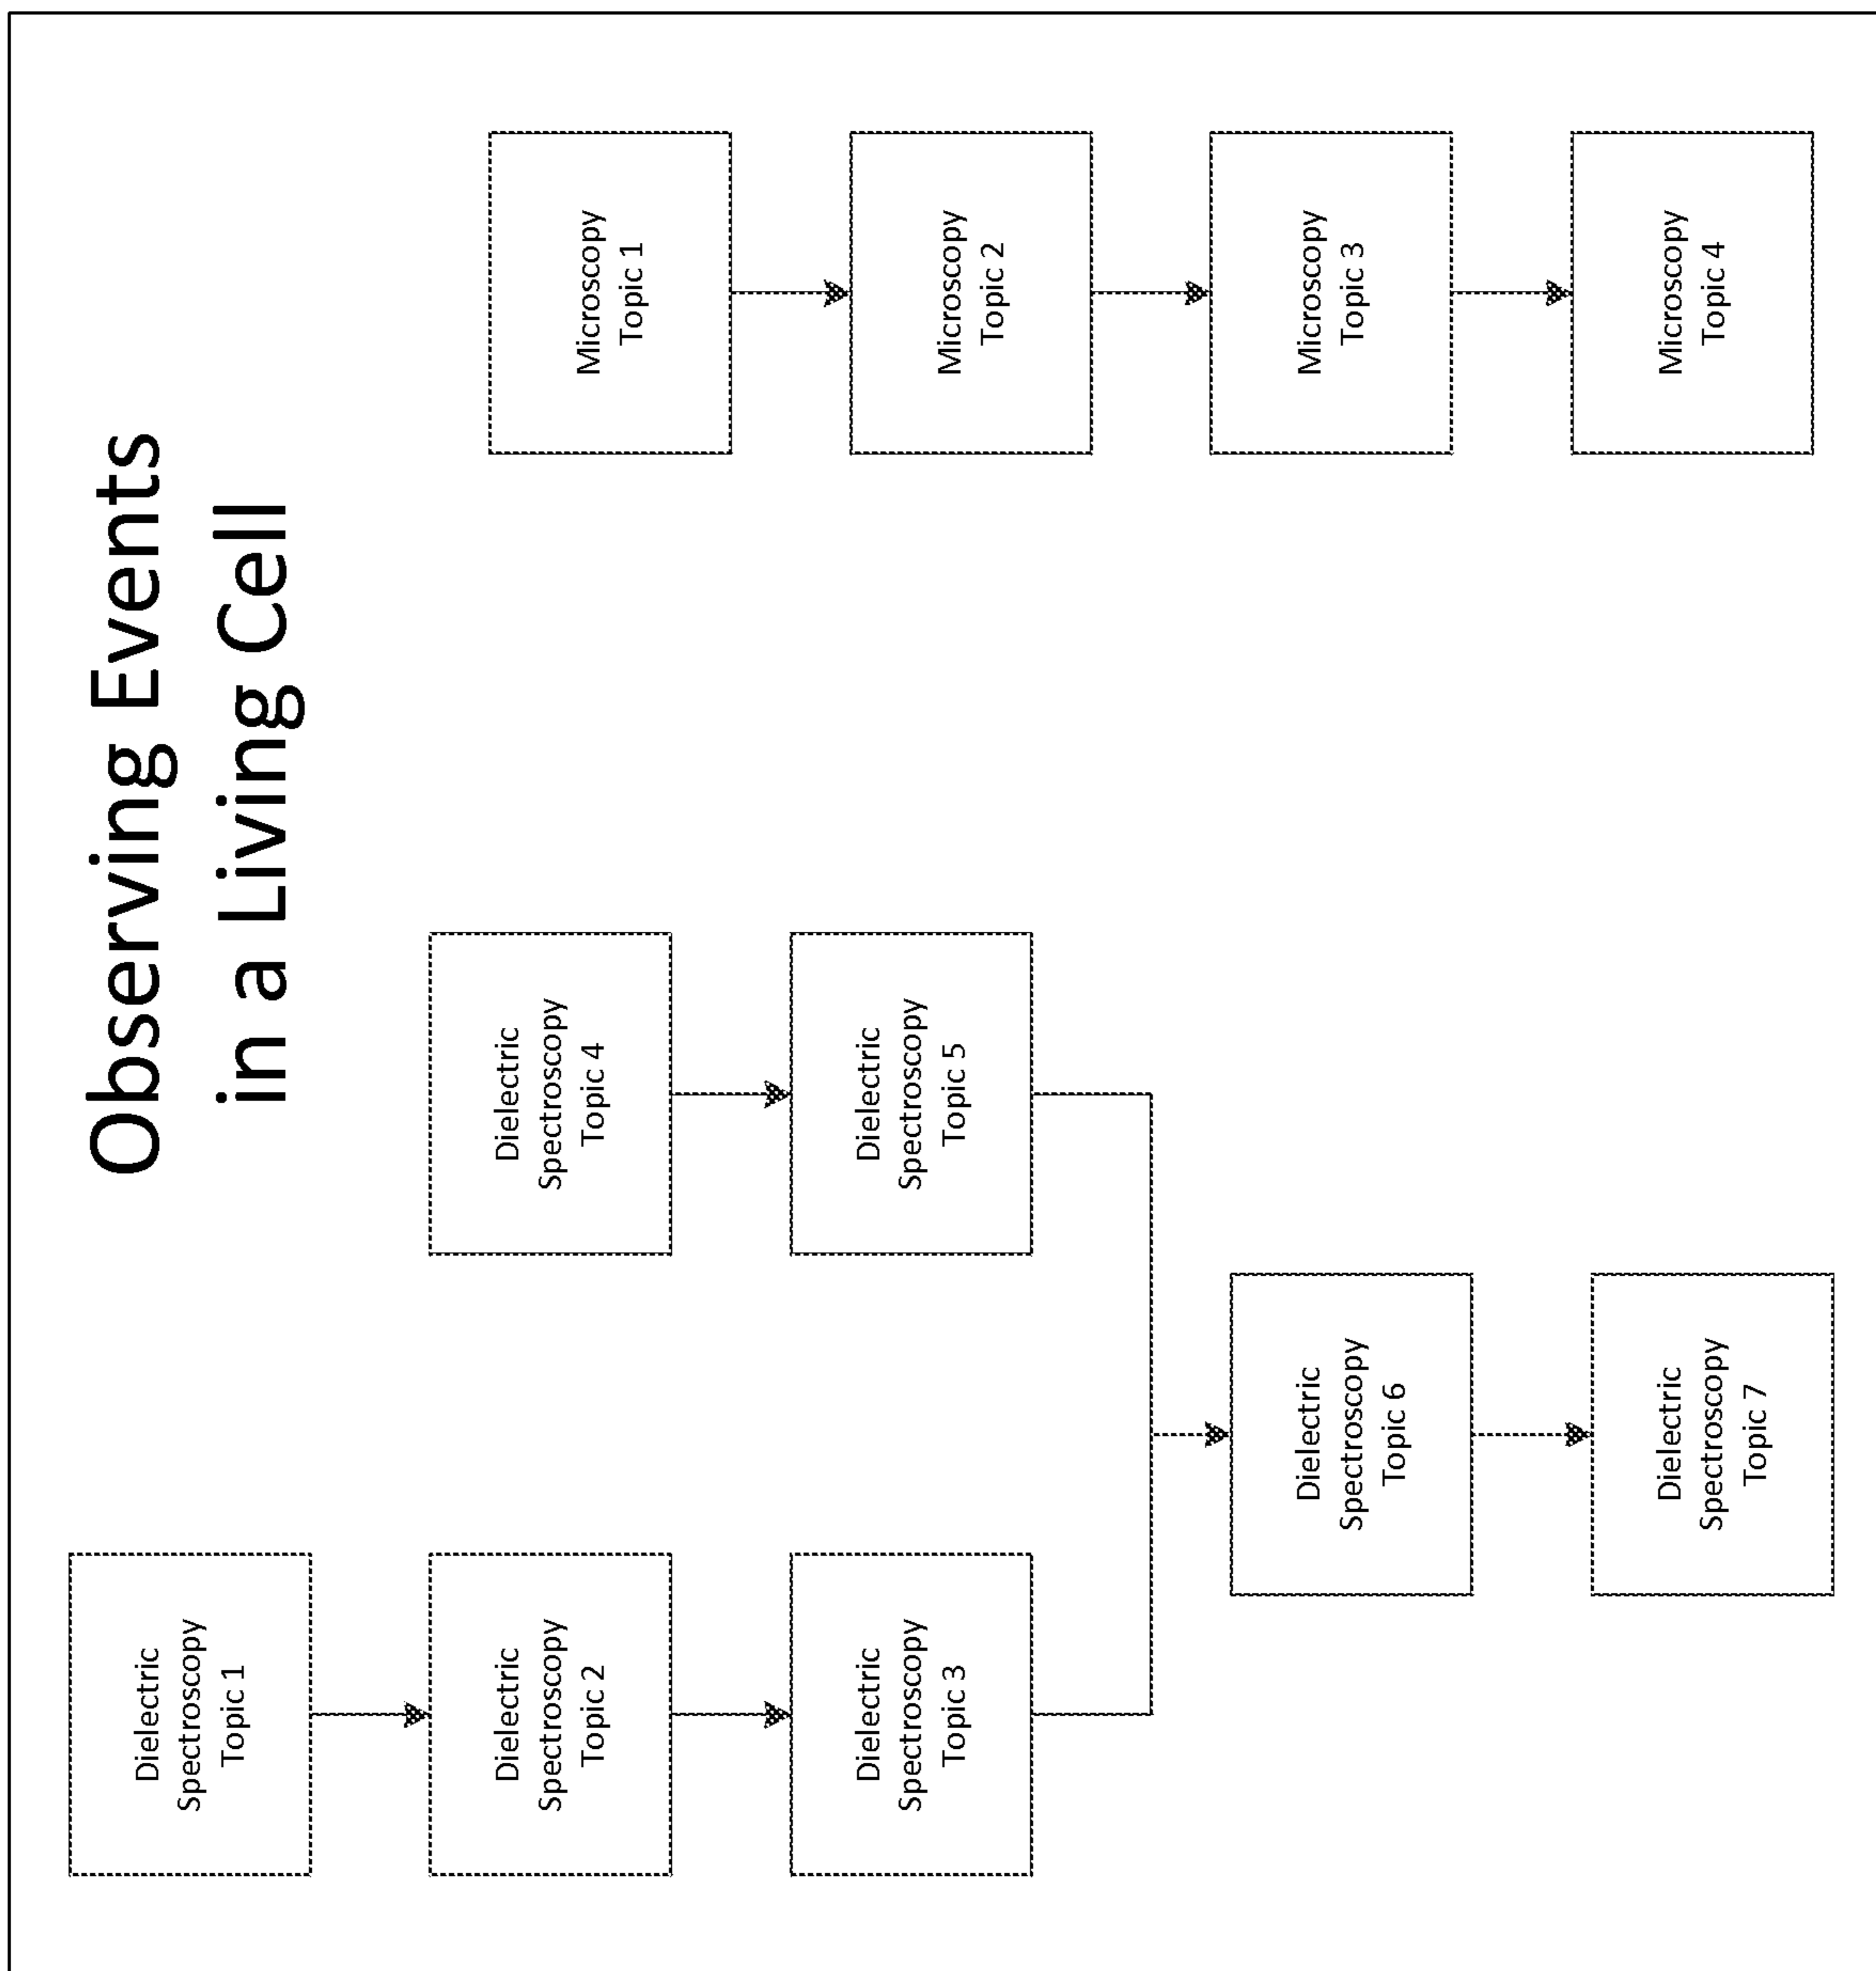 Observing Events
in a Living Cell
Dielectric
Spectroscopy
Topic 1
Dielectric
Spectroscopy
Topic 2
Dielectric
Spectroscopy
Topic 3
Dielectric
Spectroscopy
Topic 4
Dielectric
Spectroscopy
Topic 5
Dielectric
Spectroscopy
Topic 6
Dielectric
Spectroscopy
Topic 7
Microscopy
Topic 1
Microscopy
Topic 2
Microscopy
Topic 3
Microscopy
Topic 4